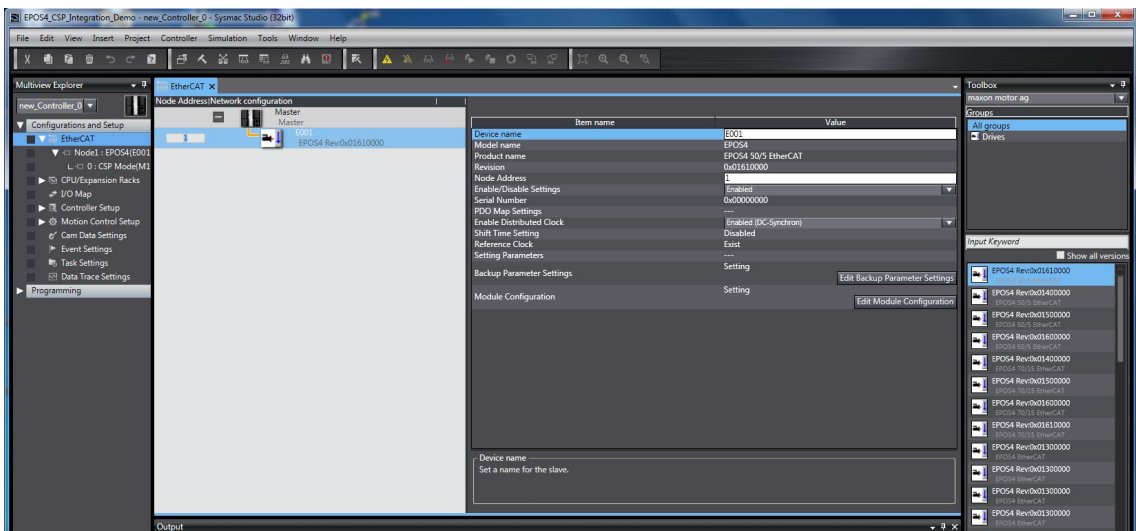 EPOS4_CSP_Integration_Demo - new_Controller_0 - Sysmac Studio (32bit)
File Edit View Insert Project Controller Simulation Tools Window Help
Multiview Explorer
new_Controller_0
Configurations and Setup
EtherCAT
Node1 : EPOS4(E001
0 : CSP Mode(M1
CPU/Expansion Racks
I/O Map
Controller Setup
Motion Control Setup
Cam Data Settings
Event Settings
Task Settings
Data Trace Settings
Programming
EtherCAT
Node Address|Network configuration
Master
Master
1
E001
EPOS4 Rev:0x01610000
Item name Value
Device name E001
Model name EPOS4
Product name EPOS4 50/5 EtherCAT
Revision 0x01610000
Node Address 1
Enable/Disable Settings Enabled
Serial Number 0x00000000
PDO Map Settings ---
Enable Distributed Clock Enabled (DC-Synchron)
Shift Time Setting Disabled
Reference Clock Exist
Setting Parameters ---
Backup Parameter Settings Setting
Edit Backup Parameter Settings
Module Configuration Setting
Edit Module Configuration
Device name
Set a name for the slave.
Output
Toolbox
maxon motor ag
Groups
All groups
Drives
Input Keyword
Show all versions
EPOS4 Rev:0x01610000
EPOS4 Rev:0x01400000
EPOS4 50/5 EtherCAT
EPOS4 Rev:0x01500000
EPOS4 50/5 EtherCAT
EPOS4 Rev:0x01600000
EPOS4 50/5 EtherCAT
EPOS4 Rev:0x01400000
EPOS4 70/15 EtherCAT
EPOS4 Rev:0x01500000
EPOS4 70/15 EtherCAT
EPOS4 Rev:0x01600000
EPOS4 70/15 EtherCAT
EPOS4 Rev:0x01610000
EPOS4 70/15 EtherCAT
EPOS4 Rev:0x01300000
EPOS4 EtherCAT
EPOS4 Rev:0x01300000
EPOS4 EtherCAT
EPOS4 Rev:0x01300000
EPOS4 EtherCAT
EPOS4 Rev:0x01300000
EPOS4 EtherCAT